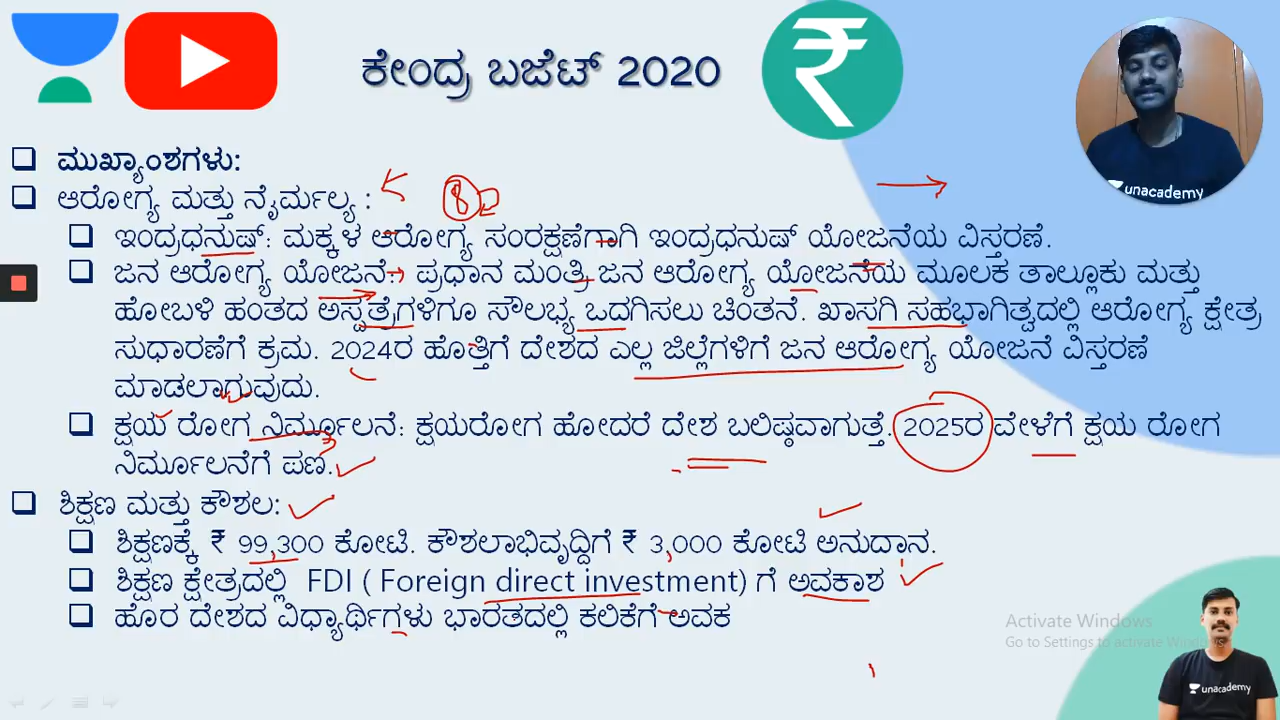 ಕೇಂದ್ರ ಬಜೆಟ್ 2020
unacademy
ಮುಖ್ಯಾಂಶಗಳು:
ಆರೋಗ್ಯ ಮತ್ತು ನೈರ್ಮಲ್ಯ :
8
ಇಂದ್ರಧನುಷ್: ಮಕ್ಕಳ ಆರೋಗ್ಯ ಸಂರಕ್ಷಣೆಗಾಗಿ ಇಂದ್ರಧನುಷ್ ಯೋಜನೆಯ ವಿಸ್ತರಣೆ.
ಜನ ಆರೋಗ್ಯ ಯೋಜನೆ: ಪ್ರಧಾನ ಮಂತ್ರಿ ಜನ ಆರೋಗ್ಯ ಯೋಜನೆಯ ಮೂಲಕ ತಾಲ್ಲೂಕು ಮತ್ತು
ಹೋಬಳಿ ಹಂತದ ಆಸ್ಪತ್ರೆಗಳಿಗೂ ಸೌಲಭ್ಯ ಒದಗಿಸಲು ಚಿಂತನೆ. ಖಾಸಗಿ ಸಹಭಾಗಿತ್ವದಲ್ಲಿ ಆರೋಗ್ಯ ಕ್ಷೇತ್ರ
ಸುಧಾರಣೆಗೆ ಕ್ರಮ. 2024ರ ಹೊತ್ತಿಗೆ ದೇಶದ ಎಲ್ಲ ಜಿಲ್ಲೆಗಳಿಗೆ ಜನ ಆರೋಗ್ಯ ಯೋಜನೆ ವಿಸ್ತರಣೆ
ಮಾಡಲಾಗುವುದು.
ಕ್ಷಯ ರೋಗ ನಿರ್ಮೂಲನೆ: ಕ್ಷಯರೋಗ ಹೋದರೆ ದೇಶ ಬಲಿಷ್ಠವಾಗುತ್ತೆ. 2025ರ ವೇಳೆಗೆ ಕ್ಷಯ ರೋಗ
ನಿರ್ಮೂಲನೆಗೆ ಪಣ.
ಶಿಕ್ಷಣ ಮತ್ತು ಕೌಶಲ:
ಶಿಕ್ಷಣಕ್ಕೆ ₹ 99,300 ಕೋಟಿ. ಕೌಶಲಾಭಿವೃದ್ದಿಗೆ ₹ 3,000 ಕೋಟಿ ಅನುದಾನ.
ಶಿಕ್ಷಣ ಕ್ಷೇತ್ರದಲ್ಲಿ FDI ( Foreign direct investment) ಗೆ ಅವಕಾಶ
ಹೊರ ದೇಶದ ವಿಧ್ಯಾರ್ಥಿಗಳು ಭಾರತದಲ್ಲಿ ಕಲಿಕೆಗೆ ಅವಕ
Activate Windows
Go to Settings to activate Windows.
unacademy